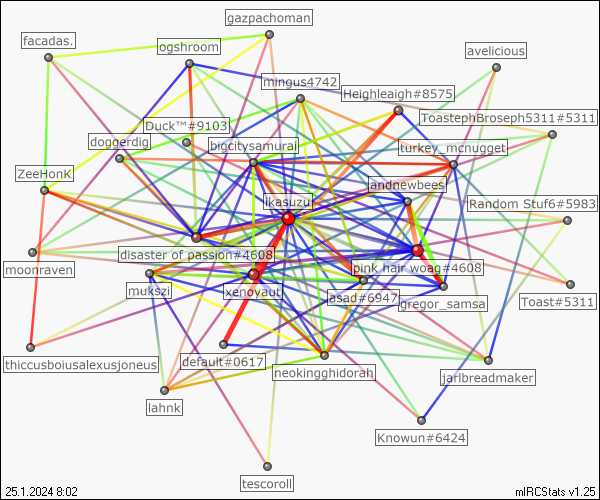 gazpachoman
facadas.
ogshroom
avelicious
mingus4742
Heighleigh#8575
ToastephBroseph5311#5311
Duck™#9103
doggerdig
bigcitysamurai
turkey_mcnugget
ZeeHonK
jandnewbees
ikasuzu
Random Stuf6#5983
disaster of passion#4608
pink hair woag#4608
moonraven
mukszi
xenoyaut
asad#6947
gregor_samsa
Toast#5311
thiccusboiusalexusjoneus
default#0617
neokingghidorah
jarlbreadmaker
lahnk
Knowun#6424
tescoroll
25.1.2024 8:02
mIRCStats v1.25